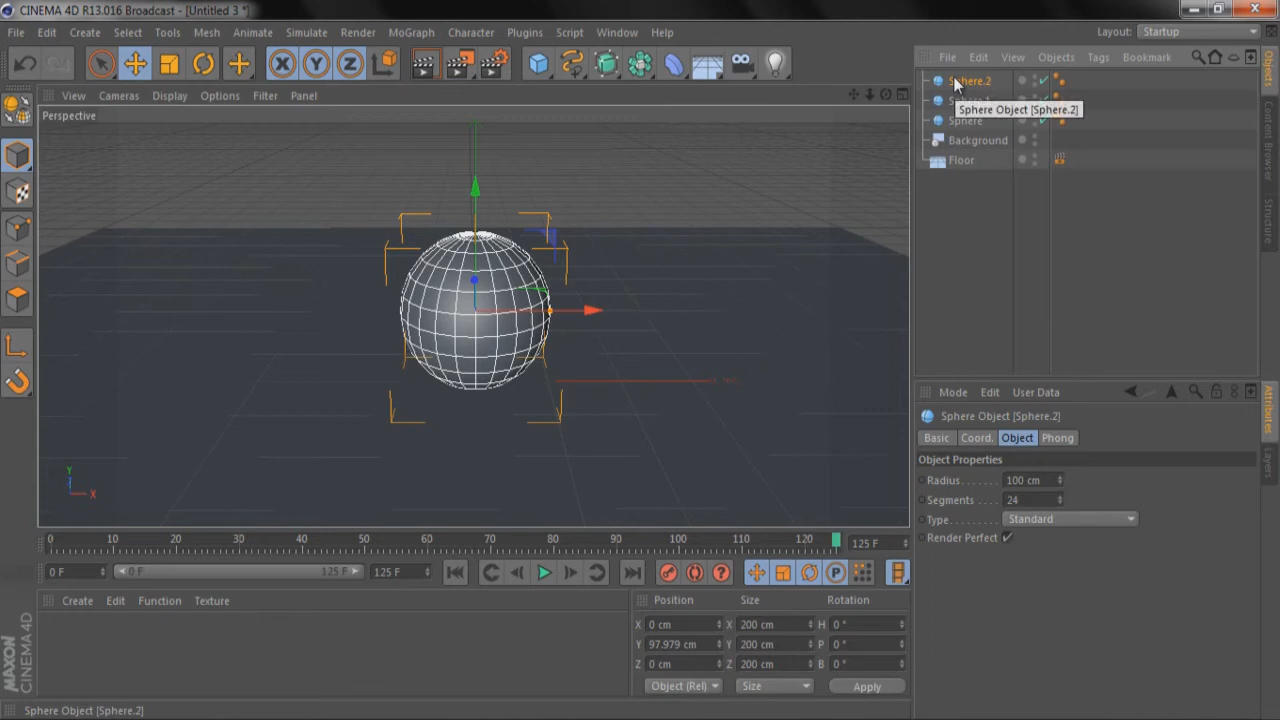 CINEMA 4D R13.016 Broadcast - [Untitled 3 *]
File Edit Create Select Tools Mesh Animate Simulate Render MoGraph Character Plugins Script Window Help
Layout: Startup
X Y Z
File Edit View Objects Tags Bookmark
View Cameras Display Options Filter Panel
Perspective
Sphere.2
Sphere Object [Sphere.2]
Sphere
Background
Floor
Objects
Content Browser
Structure
Y
X
Mode Edit User Data
Sphere Object [Sphere.2]
Basic Coord. Object Phong
Object Properties
Radius 100 cm
Segments 24
Type Standard
Render Perfect
Attributes
Layers
0 10 20 30 40 50 60 70 80 90 100 110 120 125 F
0 F 0 F 125 F 125 F
P
Create Edit Function Texture
Position Size Rotation
X 0 cm X 200 cm H 0 °
Y 97.979 cm Y 200 cm P 0 °
Z 0 cm Z 200 cm B 0 °
Object (Rel) Size Apply
MAXON
CINEMA 4D
Sphere Object [Sphere.2]